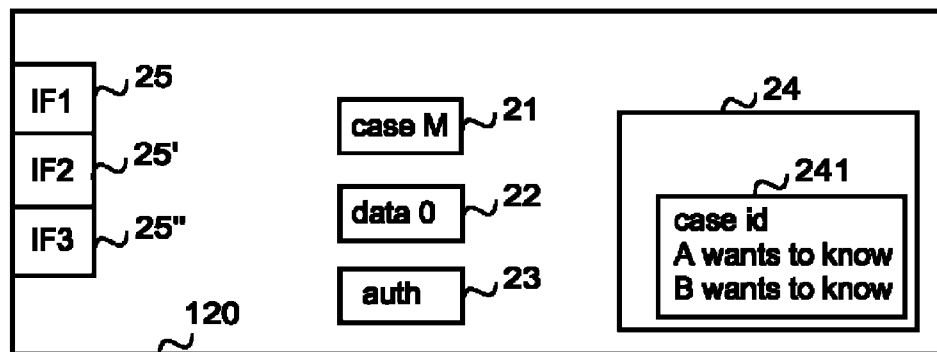 IF1
25
IF2
25'
IF3
25"
120
case M
21
data 0
22
auth
23
24
241
case id
A wants to know
B wants to know